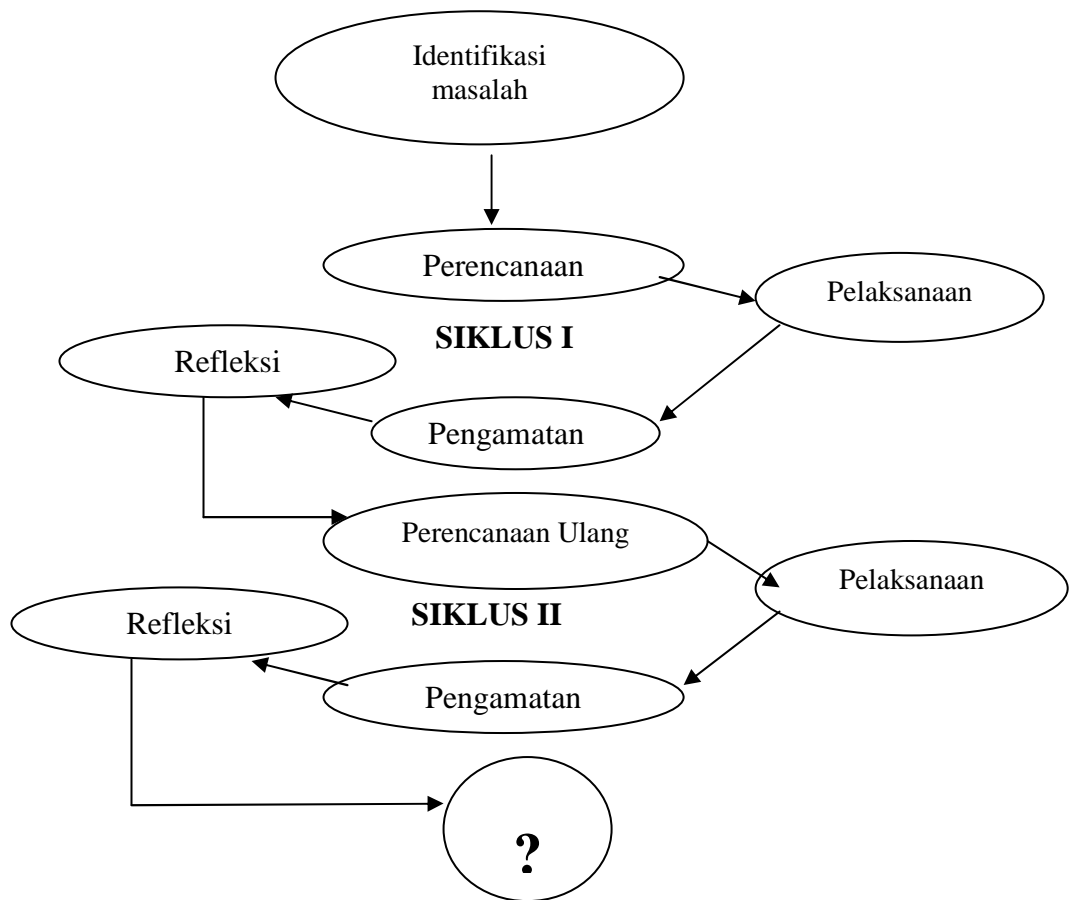 Identifikasi
masalah
Perencanaan
Pelaksanaan
SIKLUS I
Refleksi
Pengamatan
Perencanaan Ulang
Pelaksanaan
SIKLUS II
Refleksi
Pengamatan
?